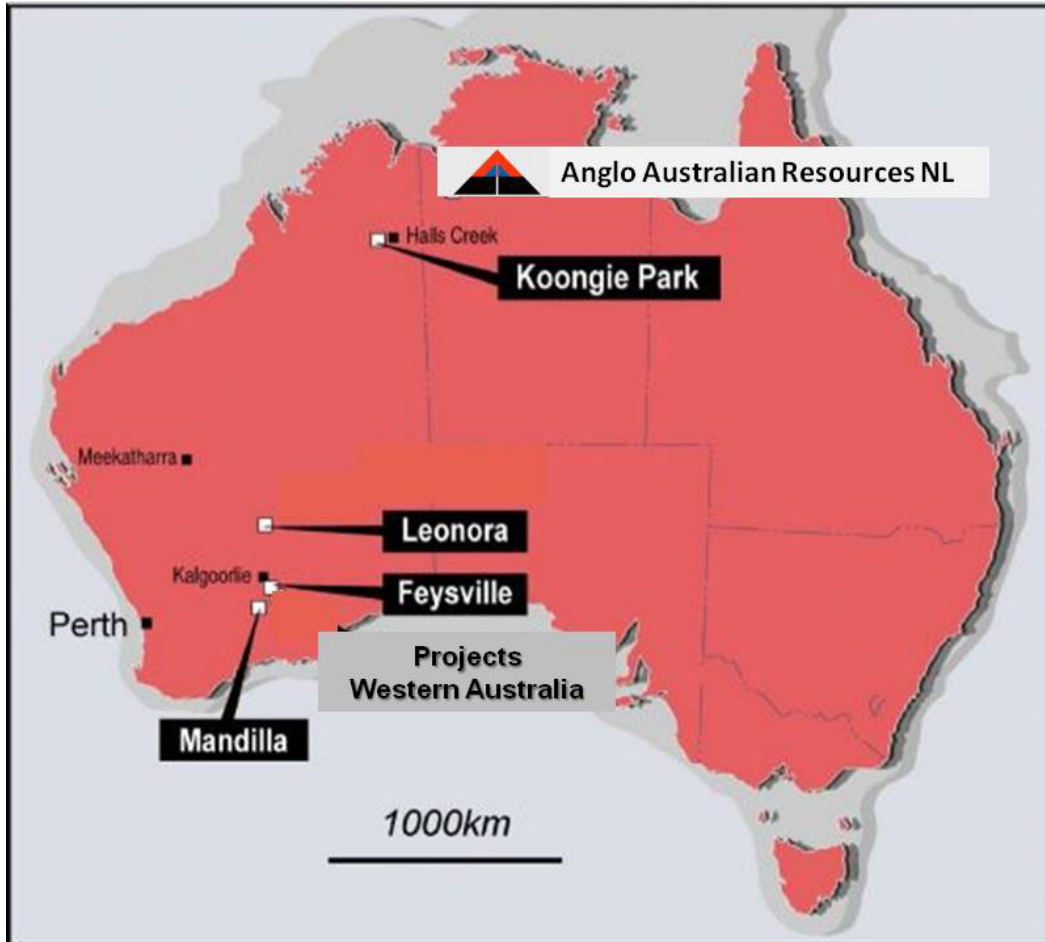 Anglo Australian Resources NL
Halls Creek
Koongie Park
Meekatharra
Leonora
Kalgoorlie
Feysville
Perth
Projects
Western Australia
Mandilla
1000km